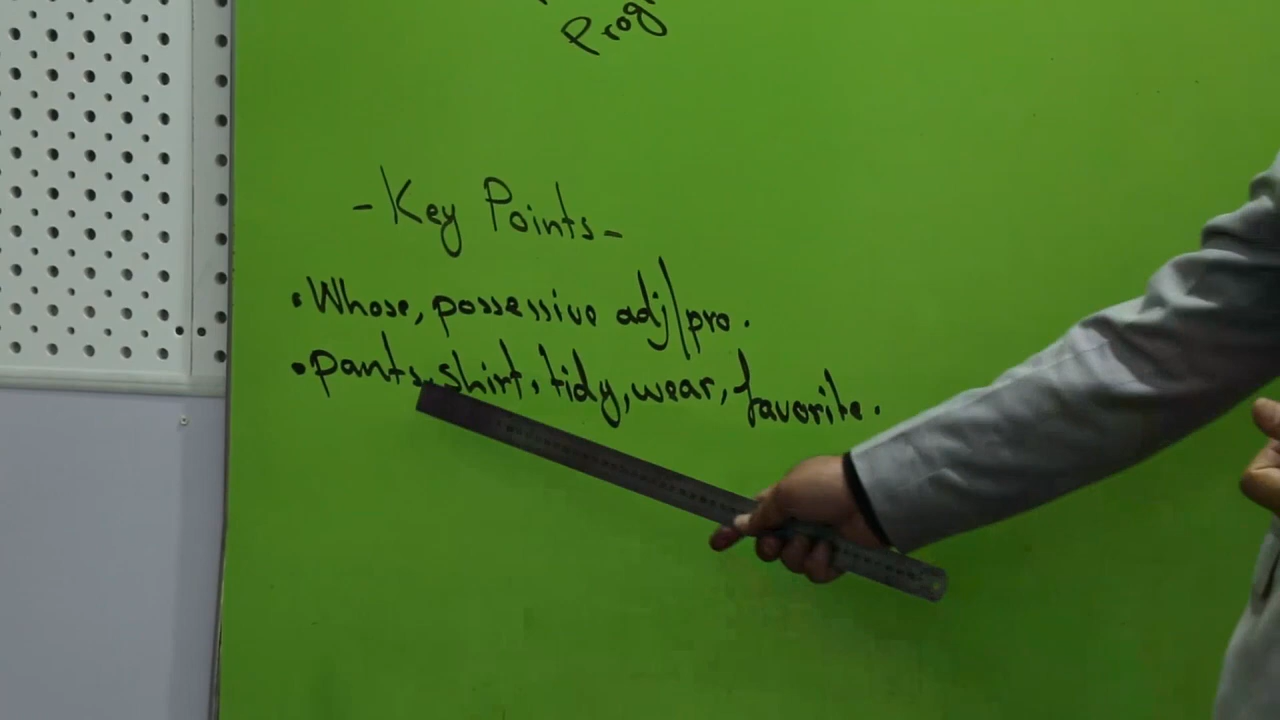 Prog
-Key Points-
•Whose, possessive adj/pro.
•pants, shirt, tidy, wear, favorite.